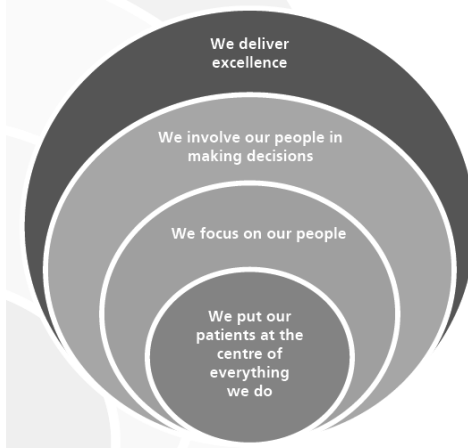 We deliver
excellence
We involve our people in
making decisions
We focus on our people
We put our
patients at the
centre of
everything
we do